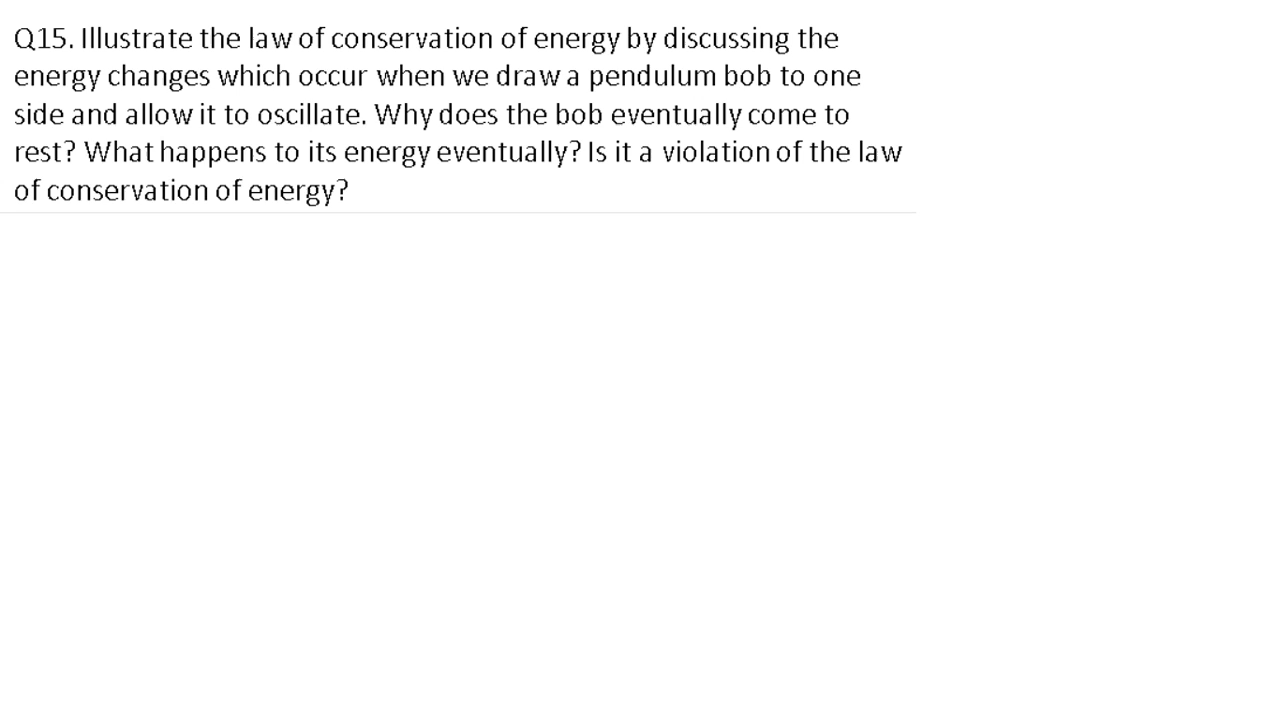 Q15. Illustrate the law of conservation of energy by discussing the
energy changes which occur when we draw a pendulum bob to one
side and allow it to oscillate. Why does the bob eventually come to
rest? What happens to its energy eventually? Is it a violation of the law
of conservation of energy?